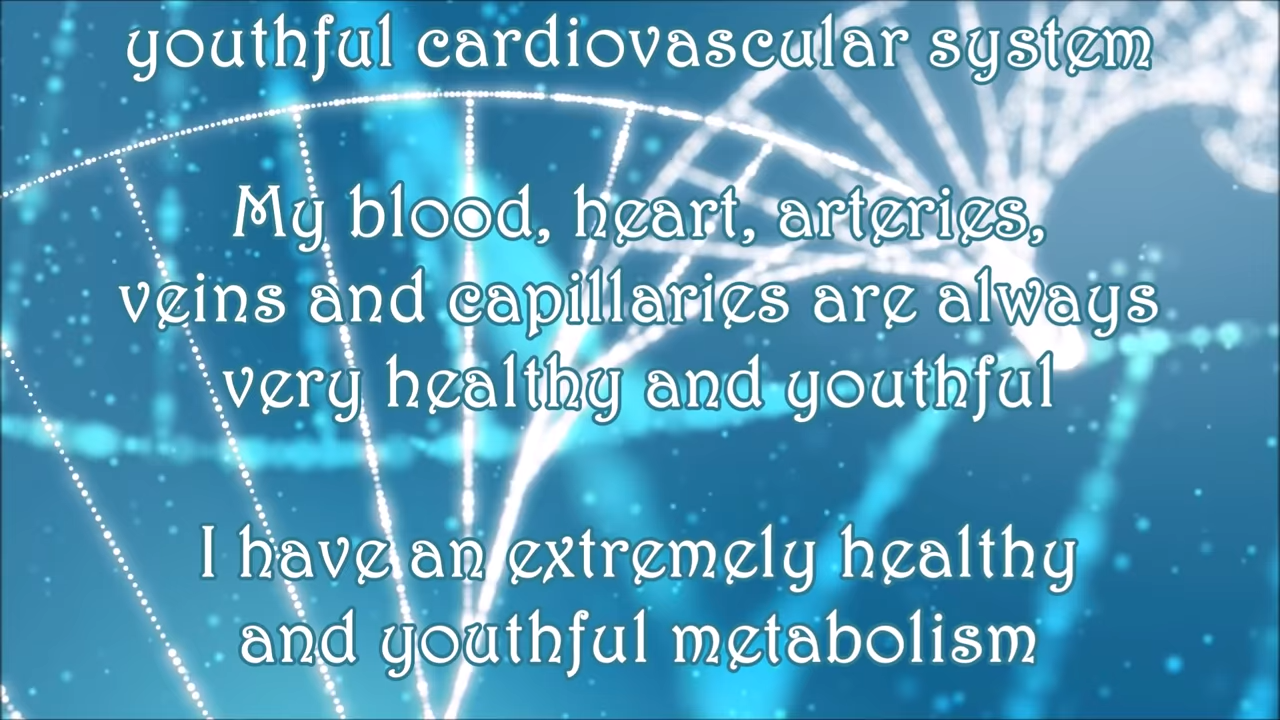 youthful cardiovascular system
My blood, heart, arteries,
veins and capillaries are always
very healthy and youthful
I have an extremely healthy
and youthful metabolism